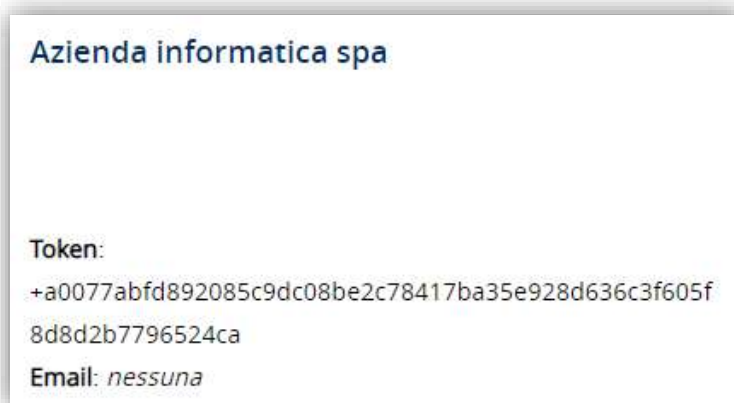 Azienda informatica spa
Token:
+a0077abfd892085c9dc08be2c78417ba35e928d636c3f605f
8d8d2b7796524ca
Email: nessuna